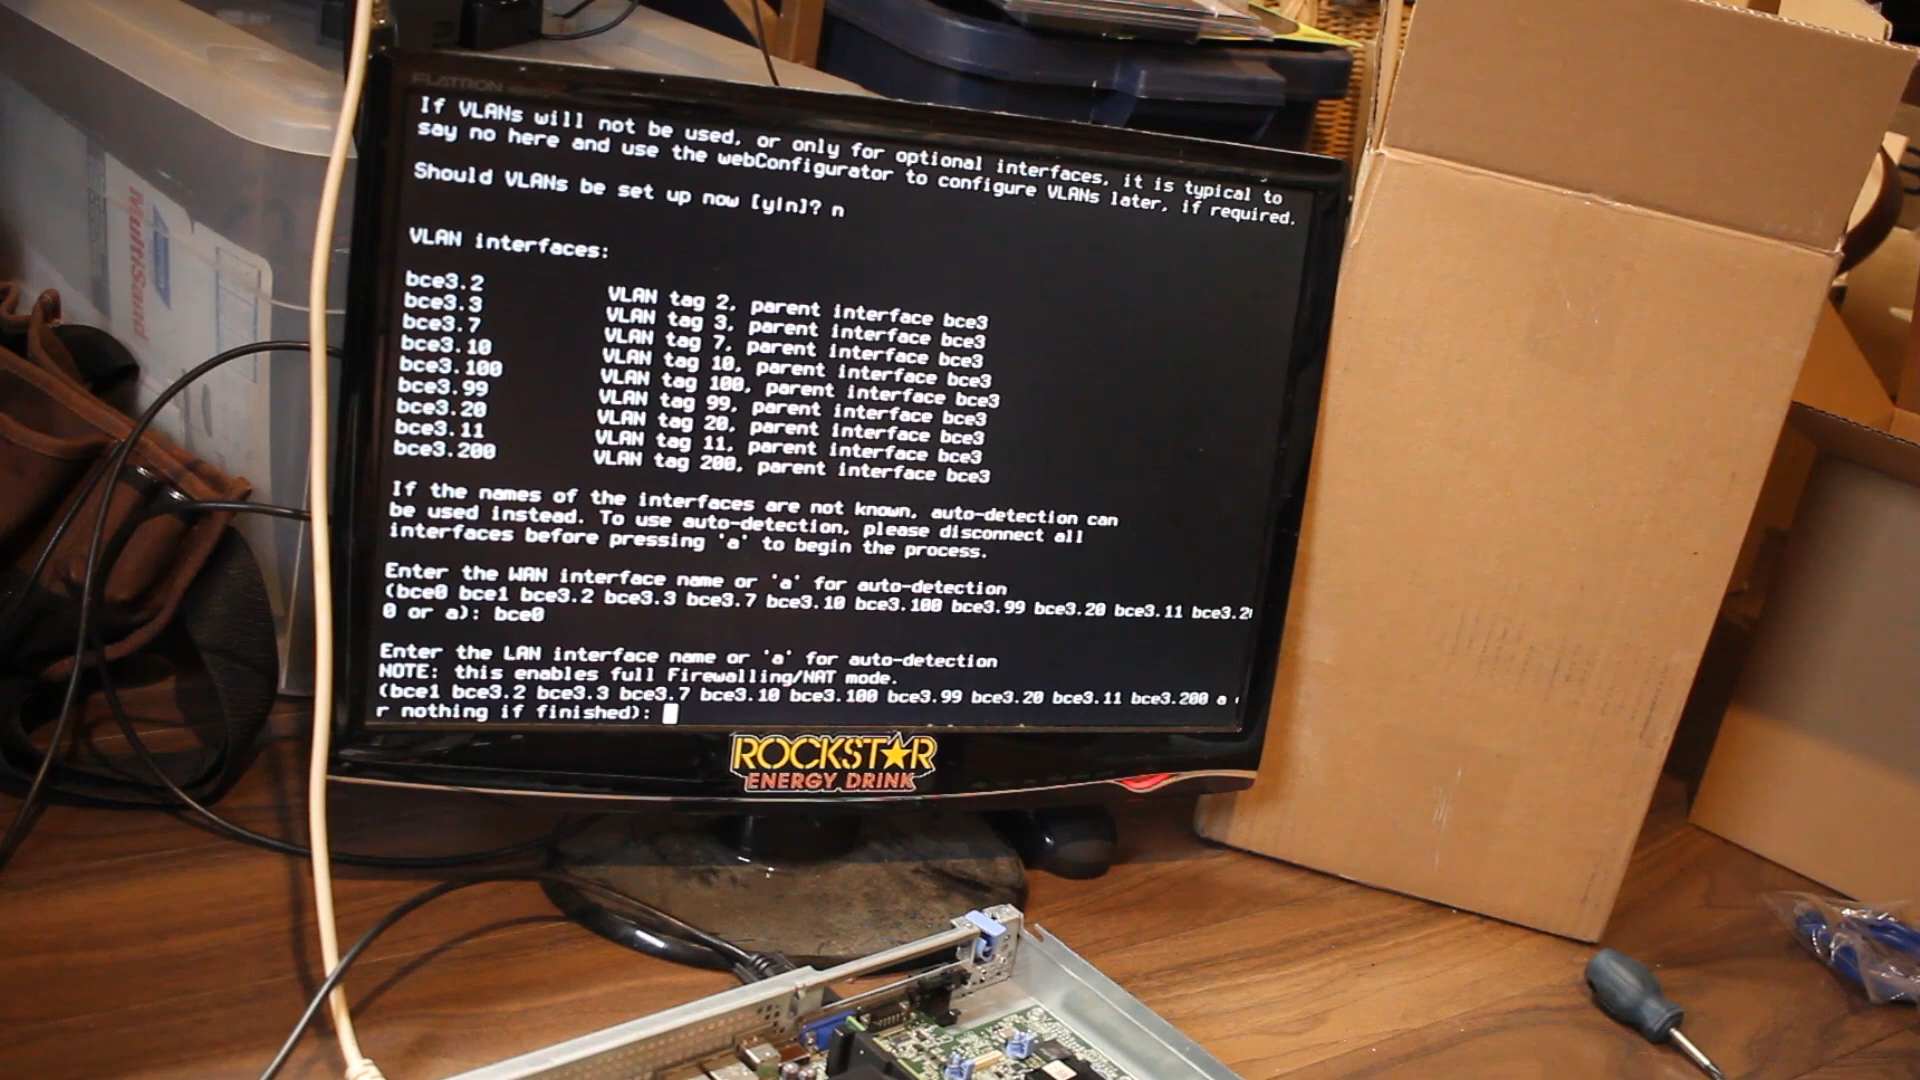 FLATRON
If VLANs will not be used, or only for optional interfaces, it is typical to
say no here and use the webConfigurator to configure VLANs later, if required.
Should VLANs be set up now [y|n]? n
VLAN interfaces:
bce3.2 VLAN tag 2, parent interface bce3
bce3.3 VLAN tag 3, parent interface bce3
bce3.7 VLAN tag 7, parent interface bce3
bce3.10 VLAN tag 10, parent interface bce3
bce3.100 VLAN tag 100, parent interface bce3
bce3.99 VLAN tag 99, parent interface bce3
bce3.20 VLAN tag 20, parent interface bce3
bce3.11 VLAN tag 11, parent interface bce3
bce3.200 VLAN tag 200, parent interface bce3
If the names of the interfaces are not known, auto-detection can
be used instead. To use auto-detection, please disconnect all
interfaces before pressing 'a' to begin the process.
Enter the WAN interface name or 'a' for auto-detection
(bce0 bce1 bce3.2 bce3.3 bce3.7 bce3.10 bce3.100 bce3.99 bce3.20 bce3.11 bce3.20
0 or a): bce0
Enter the LAN interface name or 'a' for auto-detection
NOTE: this enables full Firewalling/NAT mode.
(bce1 bce3.2 bce3.3 bce3.7 bce3.10 bce3.100 bce3.99 bce3.20 bce3.11 bce3.200 a
r nothing if finished):
ROCKSTAR
ENERGY DRINK
MultiSand